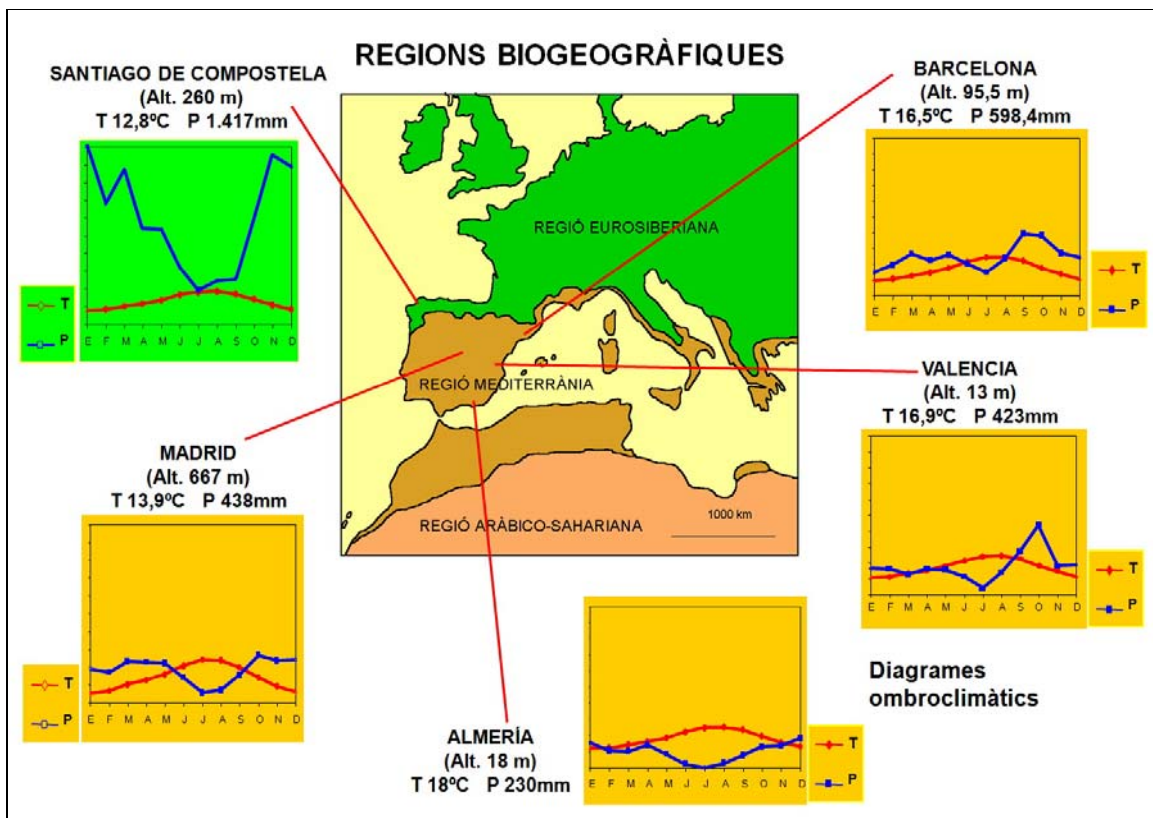 REGIONS BIOGEOGRÀFIQUES
SANTIAGO DE COMPOSTELA
(Alt. 260 m)
T 12,8ºC P 1.417mm
E F M A M J J A S O N D
T
P
BARCELONA
(Alt. 95,5 m)
T 16,5ºC P 598,4mm
E F M A M J J A S O N D
T
P
REGIÓ EUROSIBERIANA
REGIÓ MEDITERRÀNIA
REGIÓ ARÀBICO-SAHARIANA
1000 km
VALENCIA
(Alt. 13 m)
T 16,9ºC P 423mm
E F M A M J J A S O N D
T
P
MADRID
(Alt. 667 m)
T 13,9ºC P 438mm
E F M A M J J A S O N D
T
P
ALMERÍA
(Alt. 18 m)
T 18ºC P 230mm
E F M A M J J A S O N D
T
P
Diagrames
ombroclimàtics